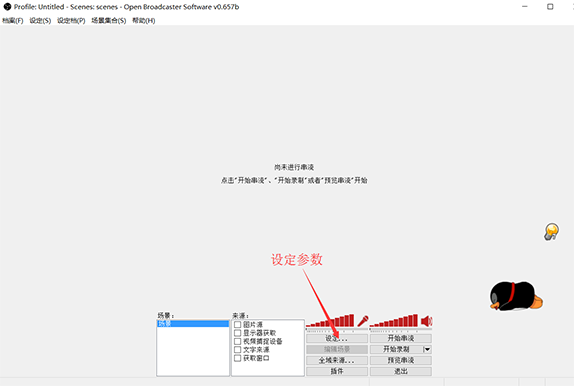 Profile: Untitled - Scenes: scenes - Open Broadcaster Software v0.657b
档案(F) 设定(S) 设定档(P) 场景集合(S) 帮助(H)
尚未进行串流
点击"开始串流"、"开始录制"或者"预览串流"开始
设定参数
场景:
场景
来源:
图片源
显示器获取
视频捕捉设备
文字来源
获取窗口
设定... 开始串流
编辑场景 开始录制
全域来源... 预览串流
插件 退出